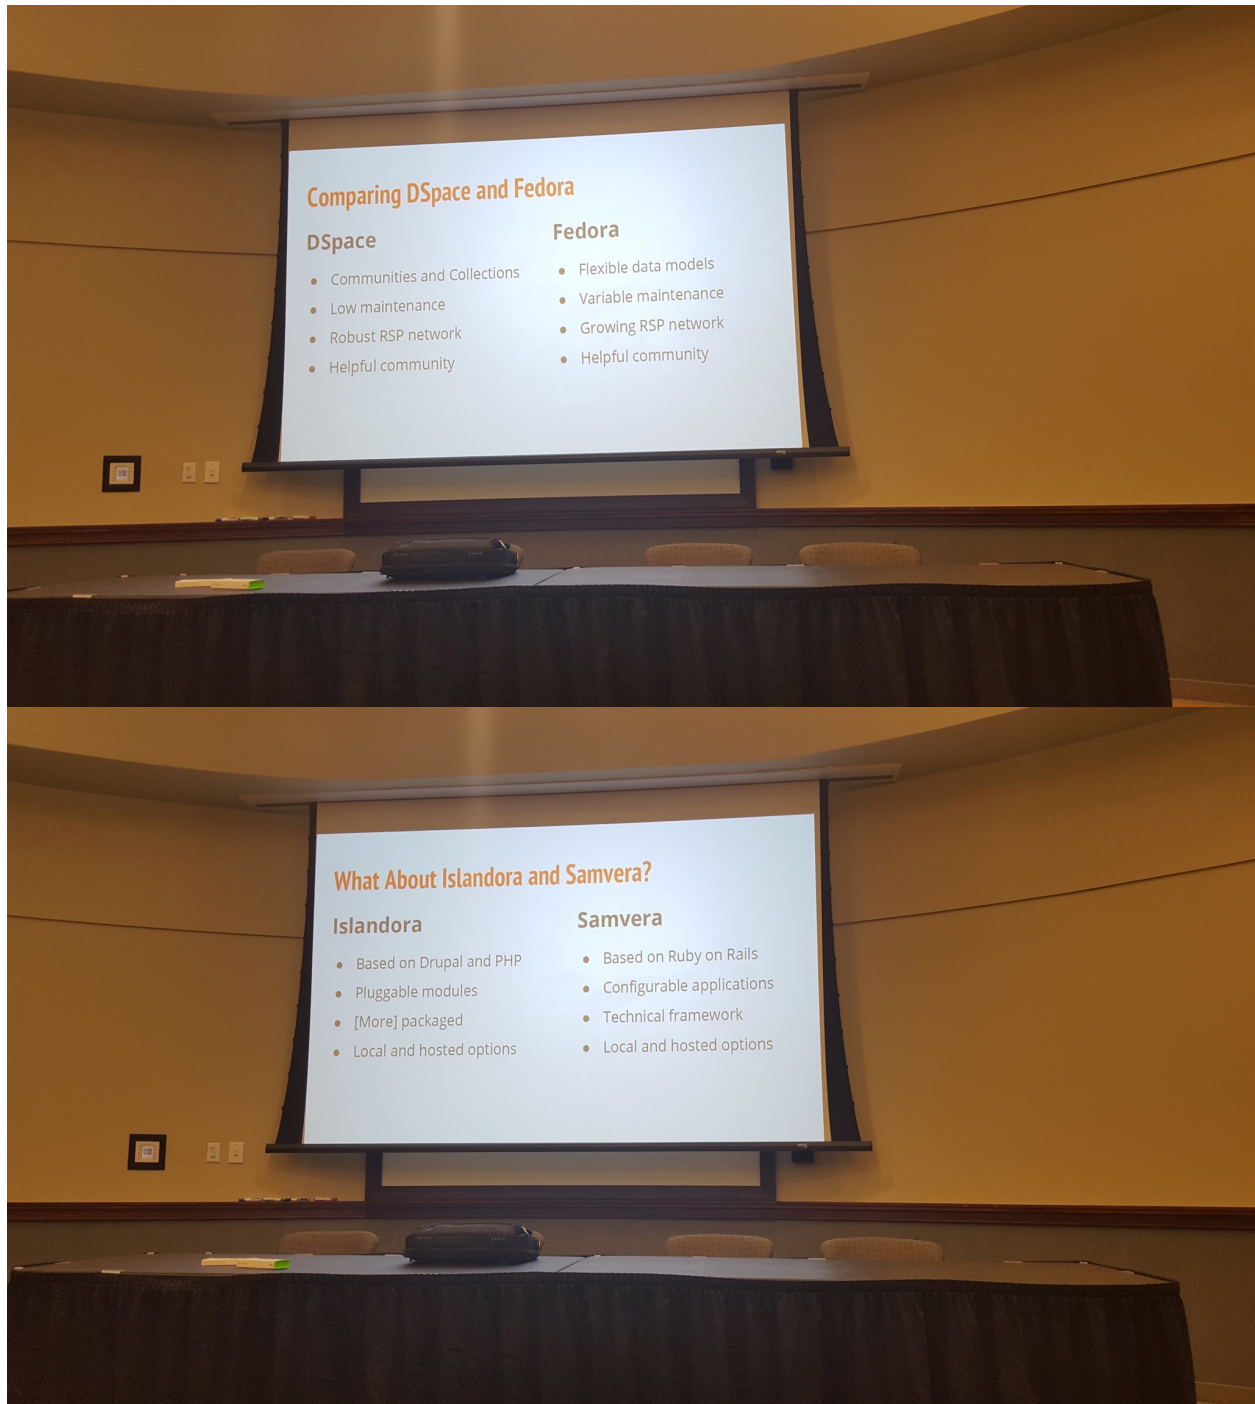 Comparing DSpace and Fedora
DSpace
• Communities and Collections
• Low maintenance
• Robust RSP network
• Helpful community
Fedora
• Flexible data models
• Variable maintenance
• Growing RSP network
• Helpful community
What About Islandora and Samvera?
Islandora
• Based on Drupal and PHP
• Pluggable modules
• [More] packaged
• Local and hosted options
Samvera
• Based on Ruby on Rails
• Configurable applications
• Technical framework
• Local and hosted options